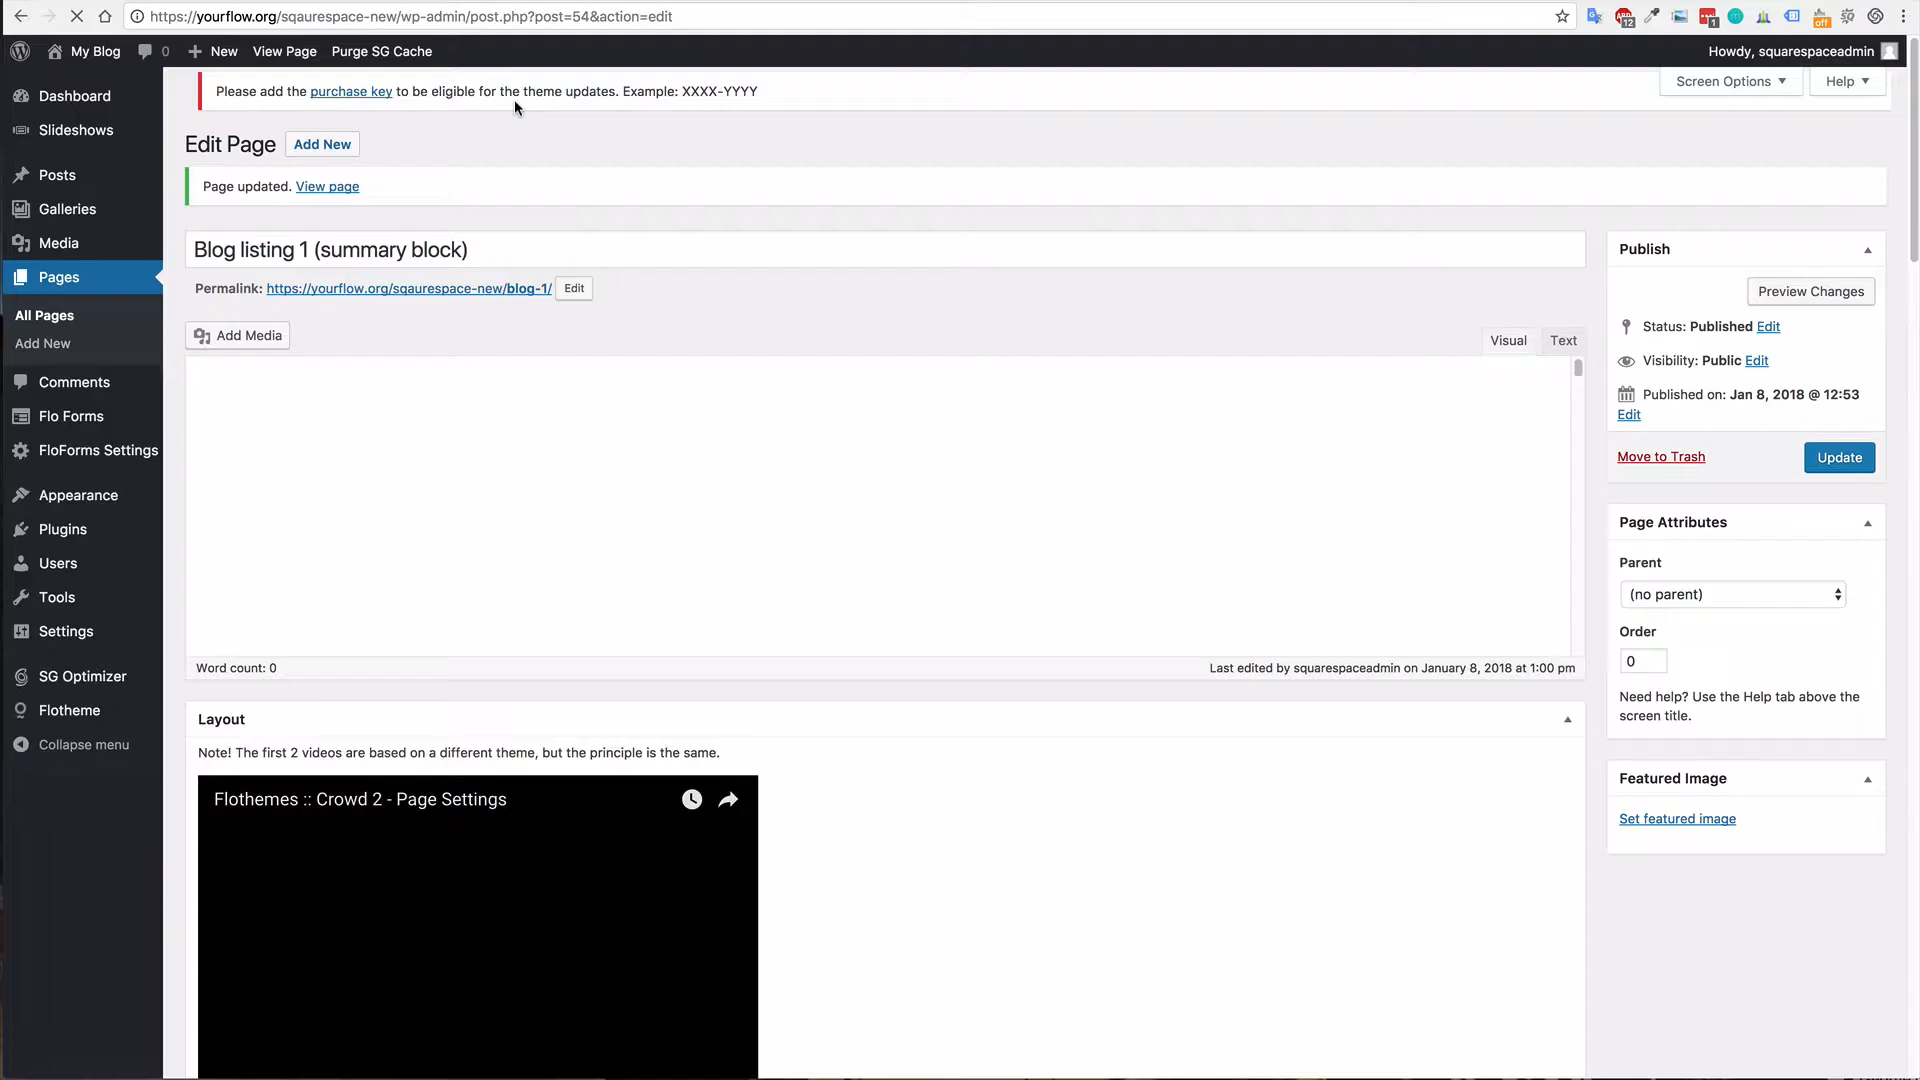 https://yourflow.org/sqaurespace-new/wp-admin/post.php?post=54&action=edit
12
1
off
My Blog
0
New
View Page
Purge SG Cache
Howdy, squarespaceadmin
Dashboard
Slideshows
Posts
Galleries
Media
Pages
All Pages
Add New
Comments
Flo Forms
FloForms Settings
Appearance
Plugins
Users
Tools
Settings
SG Optimizer
Flotheme
Collapse menu
Please add the purchase key to be eligible for the theme updates. Example: XXXX-YYYY
Screen Options
Help
Edit Page
Add New
Page updated. View page
Blog listing 1 (summary block)
Permalink: https://yourflow.org/sqaurespace-new/blog-1/
Edit
Add Media
Visual
Text
Word count: 0
Last edited by squarespaceadmin on January 8, 2018 at 1:00 pm
Layout
Note! The first 2 videos are based on a different theme, but the principle is the same.
Flothemes :: Crowd 2 - Page Settings
Publish
Preview Changes
Status: Published Edit
Visibility: Public Edit
Published on: Jan 8, 2018 @ 12:53
Edit
Move to Trash
Update
Page Attributes
Parent
(no parent)
Order
0
Need help? Use the Help tab above the
screen title.
Featured Image
Set featured image